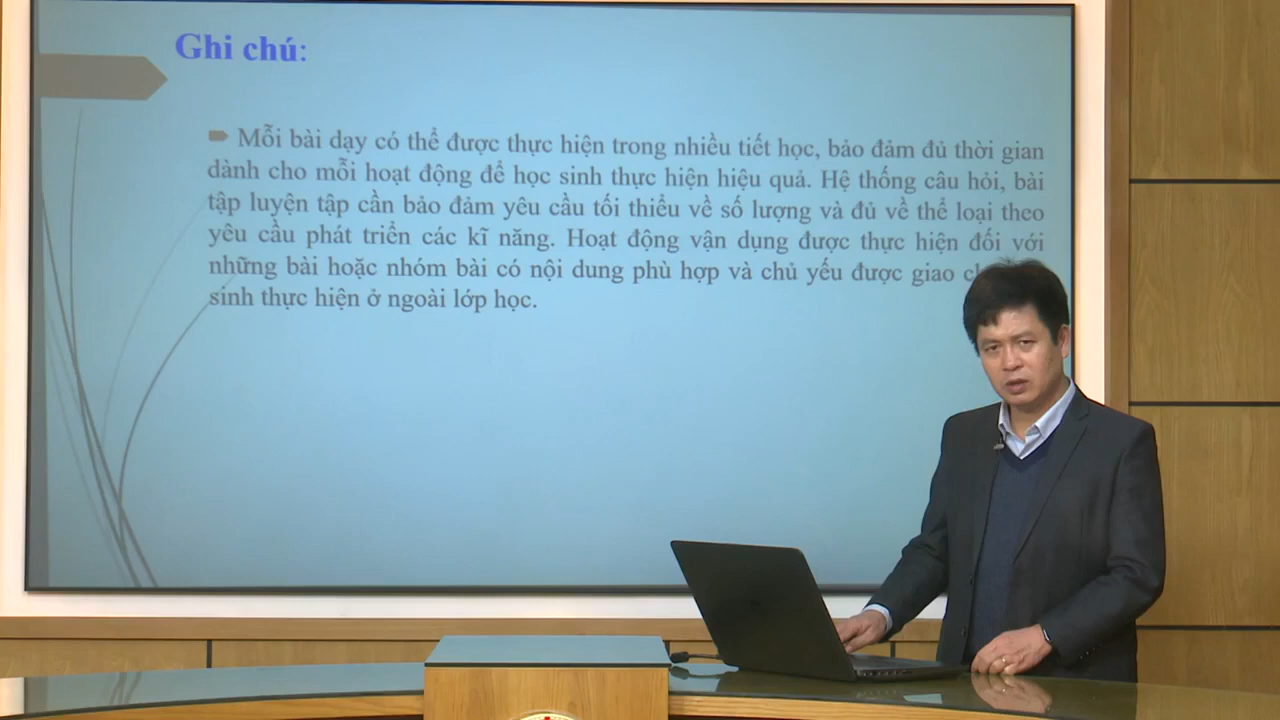 Ghi chú:
Mỗi bài dạy có thể được thực hiện trong nhiều tiết học, bảo đảm đủ thời gian
dành cho mỗi hoạt động để học sinh thực hiện hiệu quả. Hệ thống câu hỏi, bài
tập luyện tập cần bảo đảm yêu cầu tối thiểu về số lượng và đủ về thể loại theo
yêu cầu phát triển các kĩ năng. Hoạt động vận dụng được thực hiện đối với
những bài hoặc nhóm bài có nội dung phù hợp và chủ yếu được giao
sinh thực hiện ở ngoài lớp học.